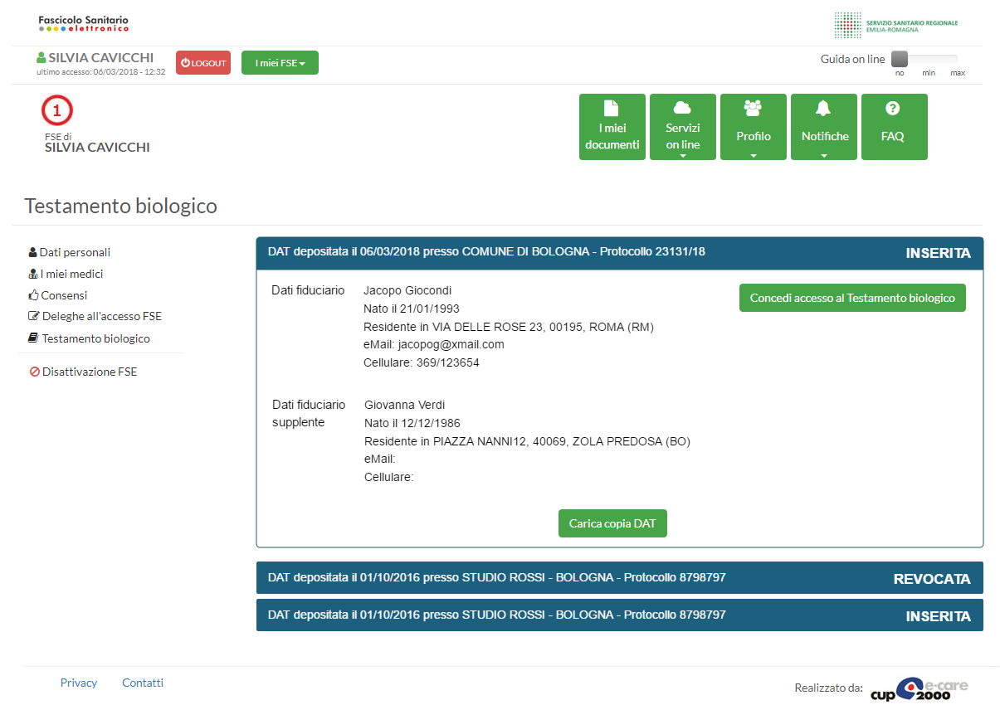 Fascicolo Sanitario
elettronico
SERVIZIO SANITARIO REGIONALE
EMILIA-ROMAGNA
SILVIA CAVICCHI
ultimo accesso: 06/03/2018 - 12:32
LOGOUT
I miei FSE
Guida on line
no min max
1
FSE di
SILVIA CAVICCHI
I miei
documenti
Servizi
on line
Profilo
Notifiche
FAQ
Testamento biologico
Dati personali
I miei medici
Consensi
Deleghe all'accesso FSE
Testamento biologico
Disattivazione FSE
DAT depositata il 06/03/2018 presso COMUNE DI BOLOGNA - Protocollo 23131/18 INSERITA
Dati fiduciario
Jacopo Giocondi
Nato il 21/01/1993
Residente in VIA DELLE ROSE 23, 00195, ROMA (RM)
eMail: jacopog@xmail.com
Cellulare: 369/123654
Concedi accesso al Testamento biologico
Dati fiduciario
supplente
Giovanna Verdi
Nato il 12/12/1986
Residente in PIAZZA NANNI12, 40069, ZOLA PREDOSA (BO)
eMail:
Cellulare:
Carica copia DAT
DAT depositata il 01/10/2016 presso STUDIO ROSSI - BOLOGNA - Protocollo 8798797 REVOCATA
DAT depositata il 01/10/2016 presso STUDIO ROSSI - BOLOGNA - Protocollo 8798797 INSERITA
Privacy Contatti
Realizzato da:
cup 2000 e-care